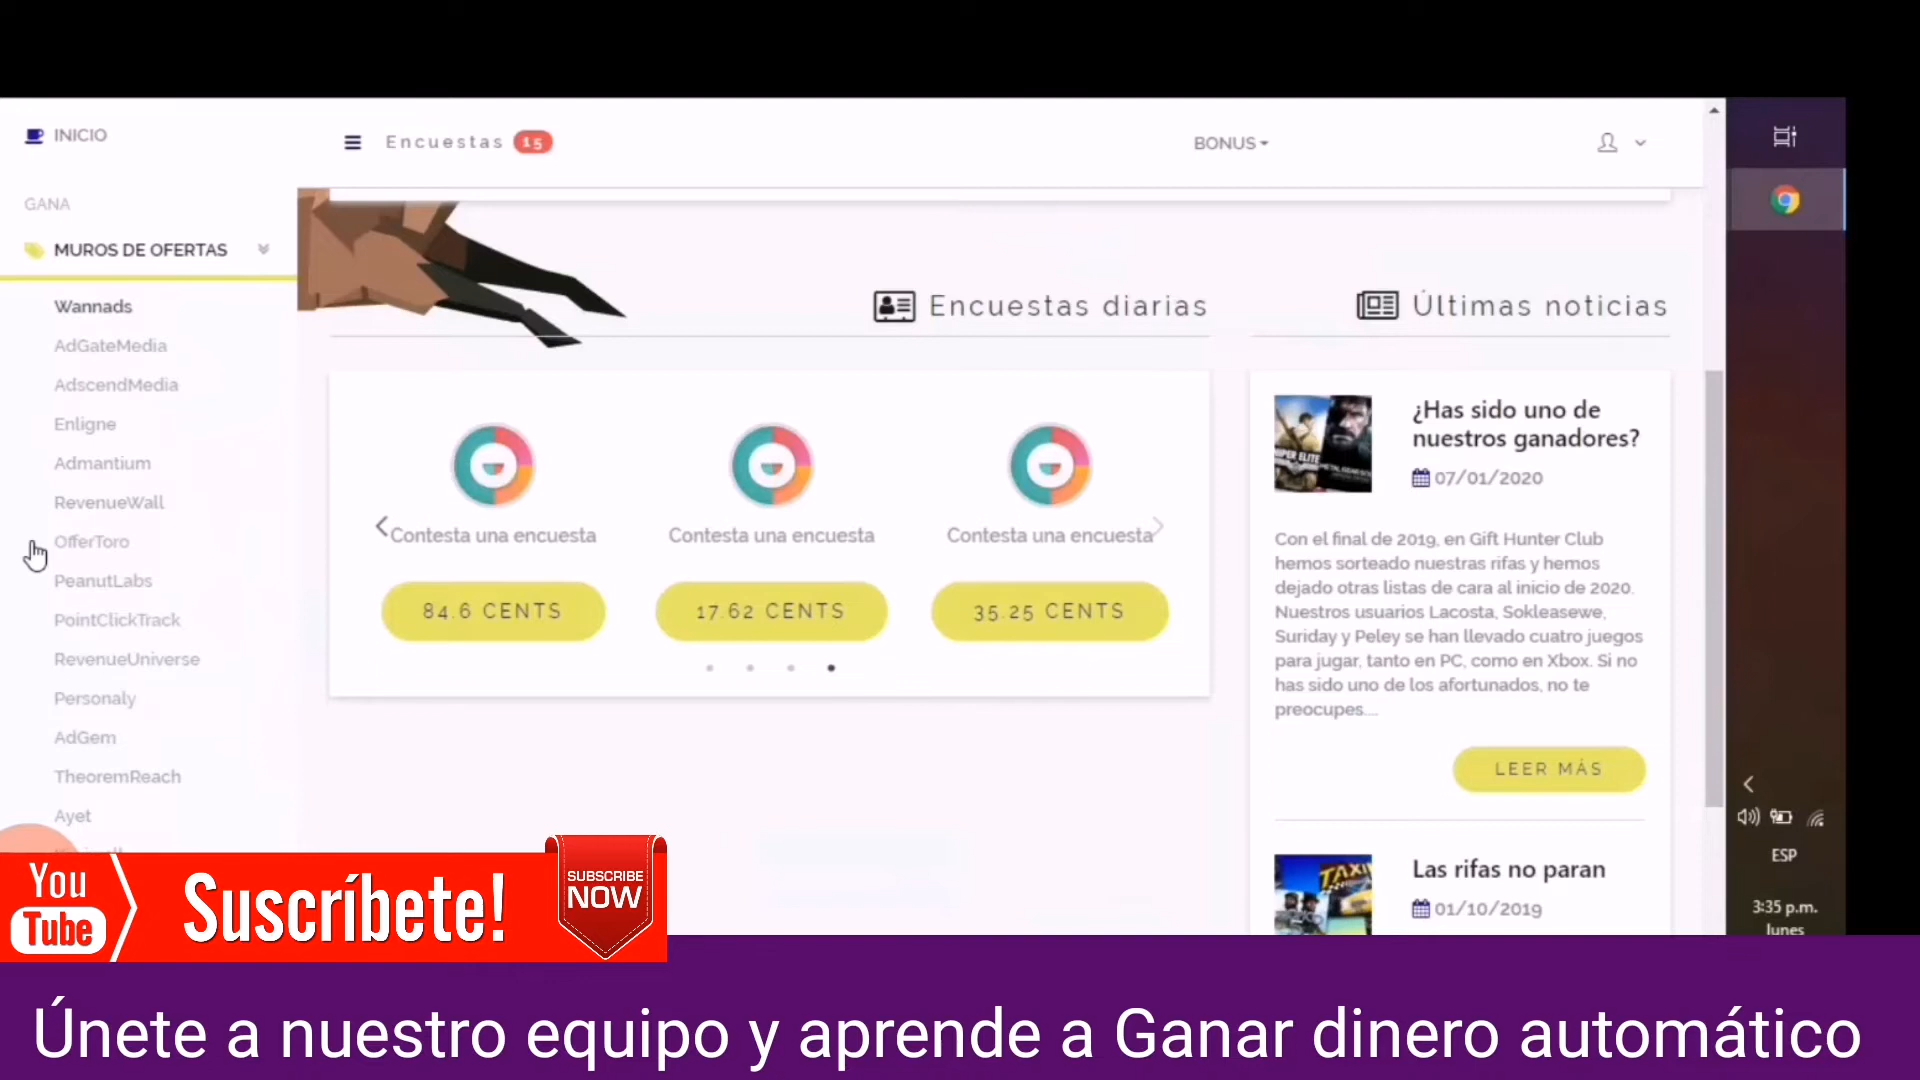 INICIO
Encuestas 15
BONUS
GANA
MUROS DE OFERTAS
Wannads
AdGateMedia
AdscendMedia
Enligne
Admantium
RevenueWall
OfferToro
PeanutLabs
PointClickTrack
RevenueUniverse
Personaly
AdGem
TheoremReach
Ayet
Encuestas diarias
Contesta una encuesta
Contesta una encuesta
Contesta una encuesta
84.6 CENTS
17.62 CENTS
35.25 CENTS
Últimas noticias
¿Has sido uno de
nuestros ganadores?
07/01/2020
Con el final de 2019, en Gift Hunter Club
hemos sorteado nuestras rifas y hemos
dejado otras listas de cara al inicio de 2020.
Nuestros usuarios Lacosta, Sokleasewe,
Suriday y Peley se han llevado cuatro juegos
para jugar, tanto en PC, como en Xbox. Si no
has sido uno de los afortunados, no te
preocupes....
LEER MÁS
Las rifas no paran
01/10/2019
TAXI
ESP
3:35 p.m.
lunes
You
Tube
Suscríbete!
SUBSCRIBE
NOW
Únete a nuestro equipo y aprende a Ganar dinero automático